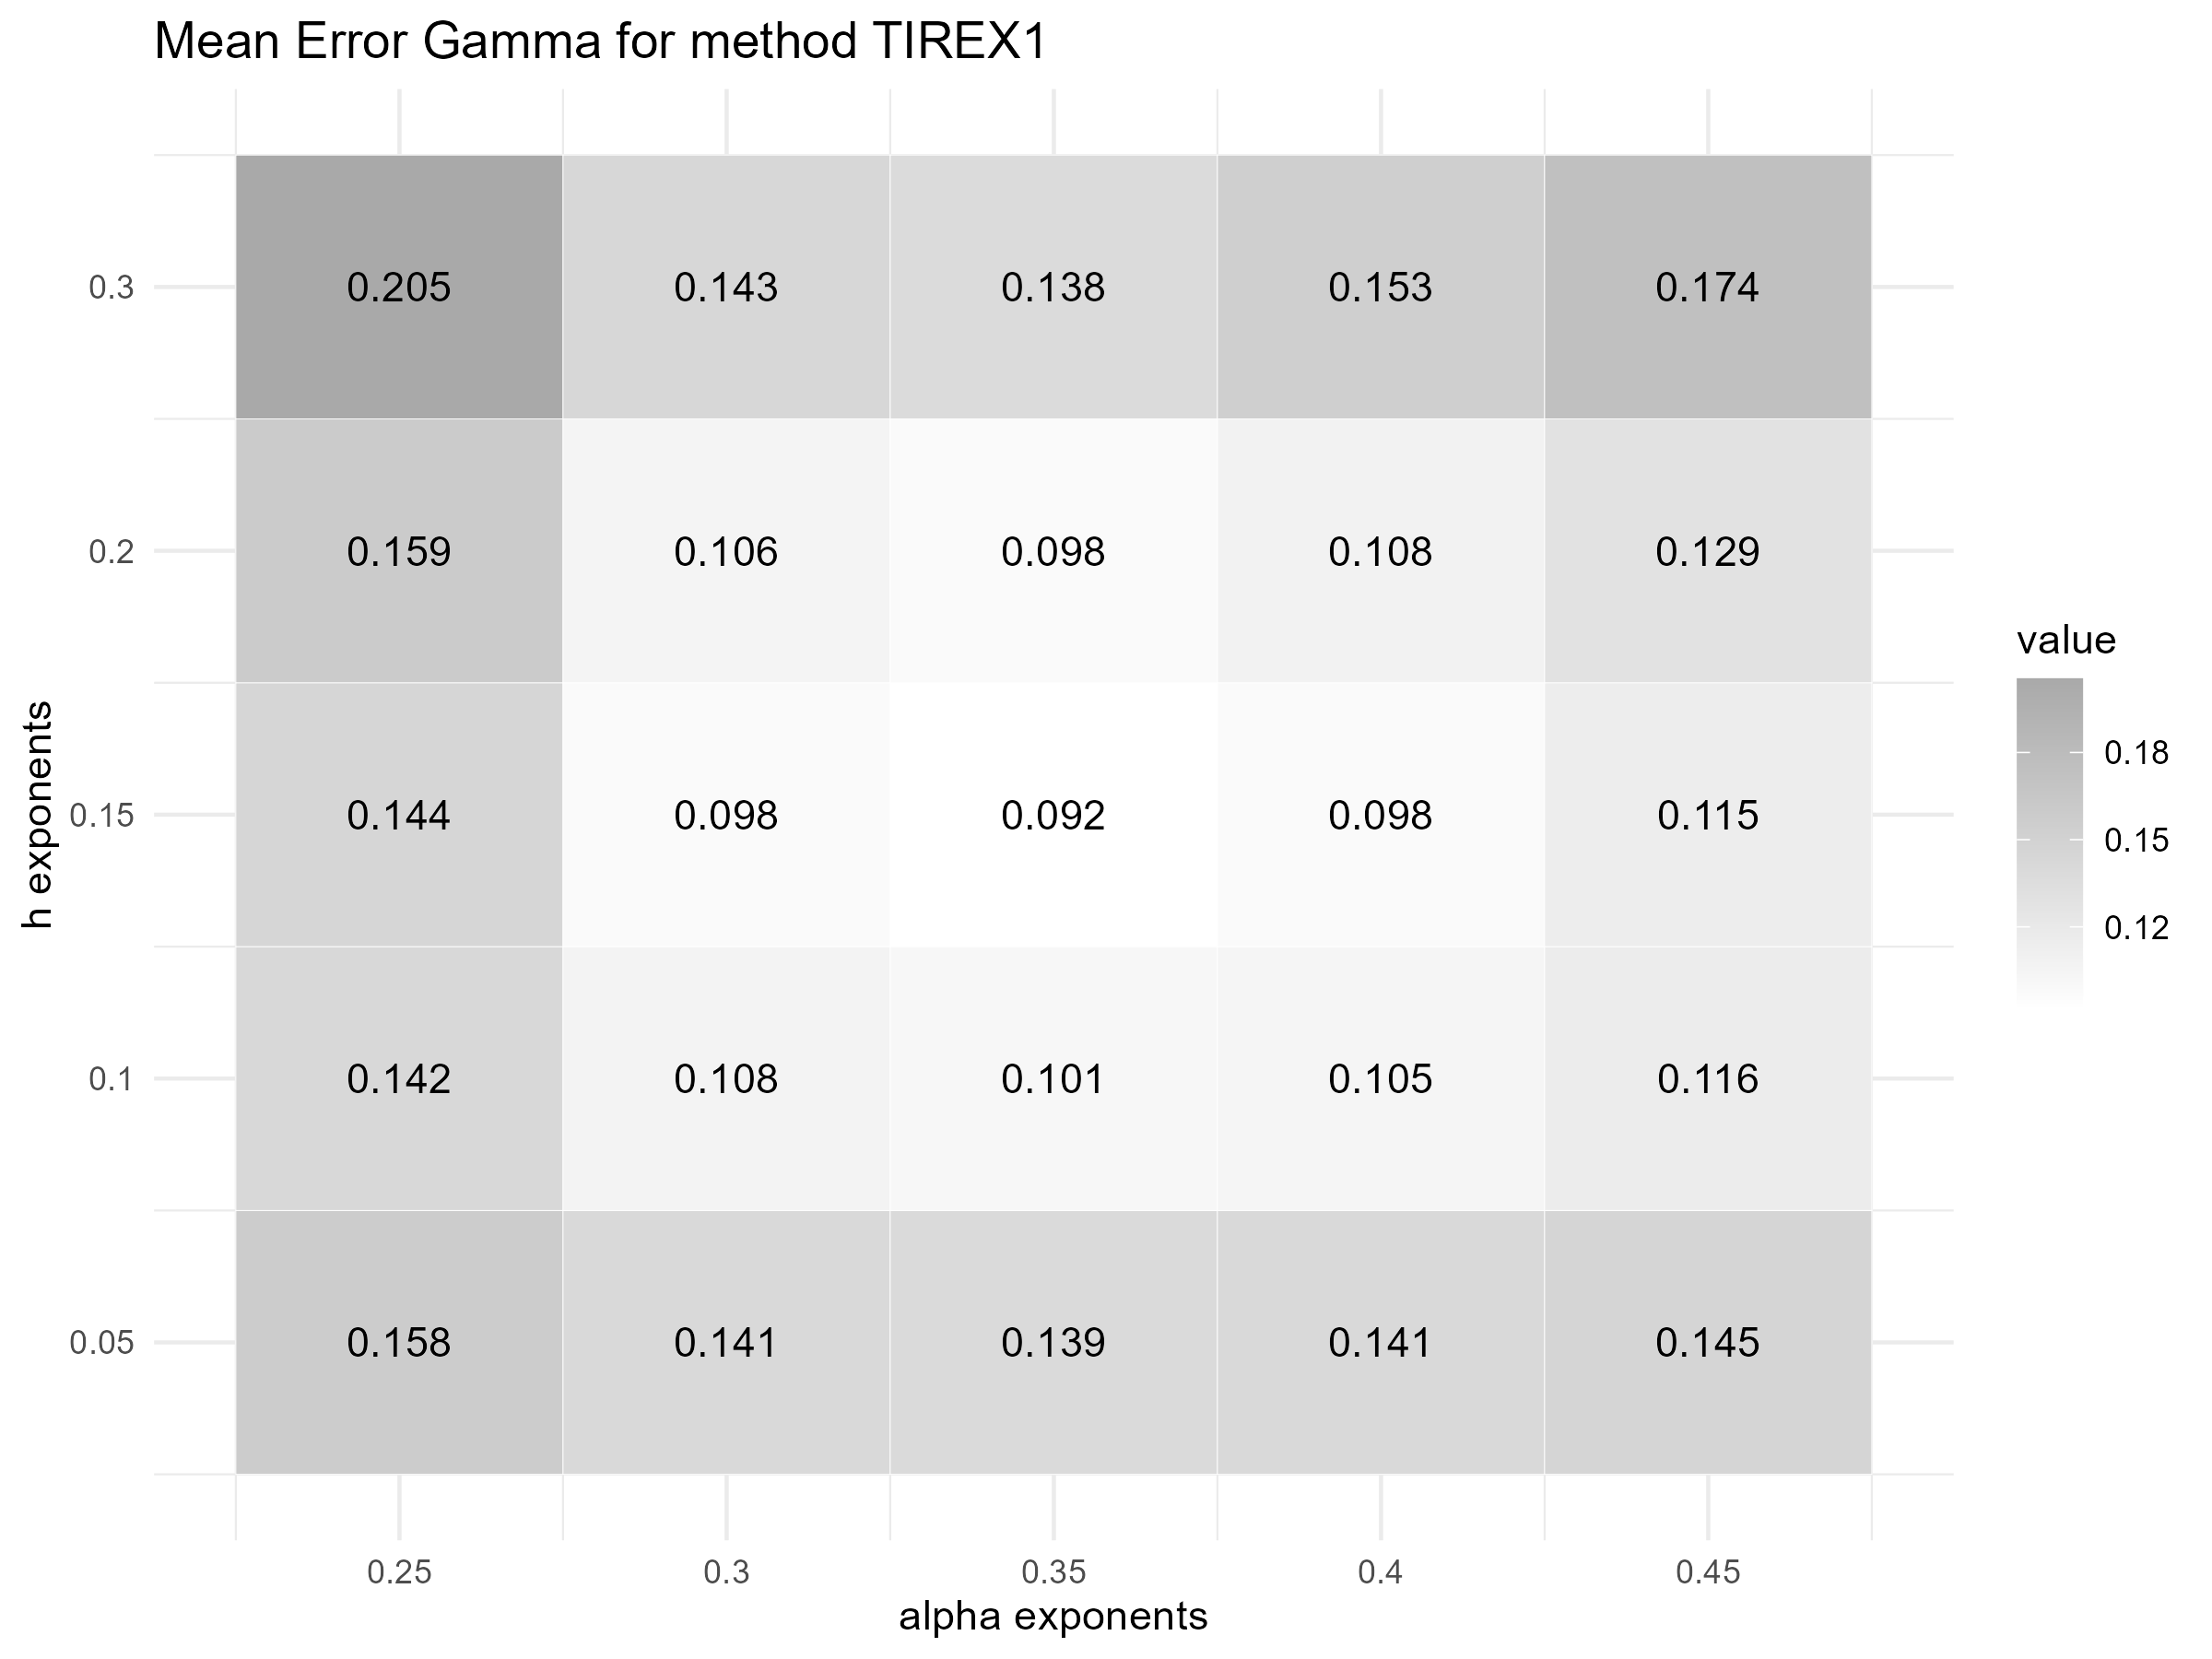 Mean Error Gamma for method TIREX1
0.3 0.205 0.143 0.138 0.153 0.174
0.2 0.159 0.106 0.098 0.108 0.129
0.15 0.144 0.098 0.092 0.098 0.115
0.1 0.142 0.108 0.101 0.105 0.116
0.05 0.158 0.141 0.139 0.141 0.145
0.25 0.3 0.35 0.4 0.45
alpha exponents
h exponents
value
0.18
0.15
0.12